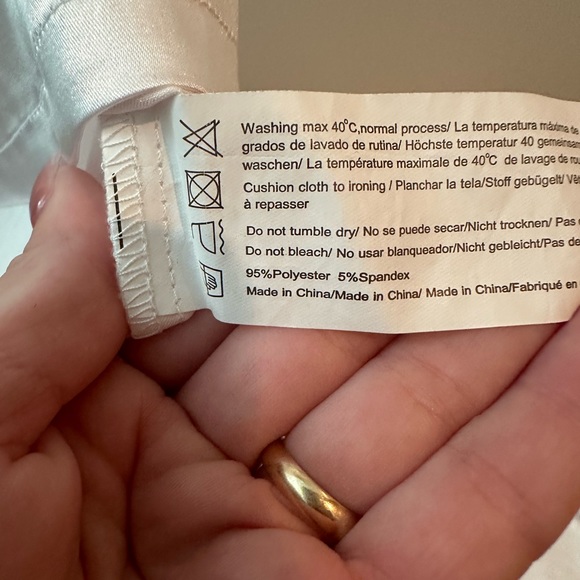 Washing max 40°C,normal process/ La temperatura máxima de
grados de lavado de rutina/ Höchste temperatur 40 gemeinsam
waschen/ La température maximale de 40°C de lavage de
Cushion cloth to ironing / Planchar la tela/Stoff gebügelt/
à repasser
Do not tumble dry/ No se puede secar/Nicht trocknen/ Pas
Do not bleach/ No usar blanqueador/Nicht gebleicht/Pas de
95%Polyester 5%Spandex
Made in China/Made in China/ Made in China/Fabriqué en